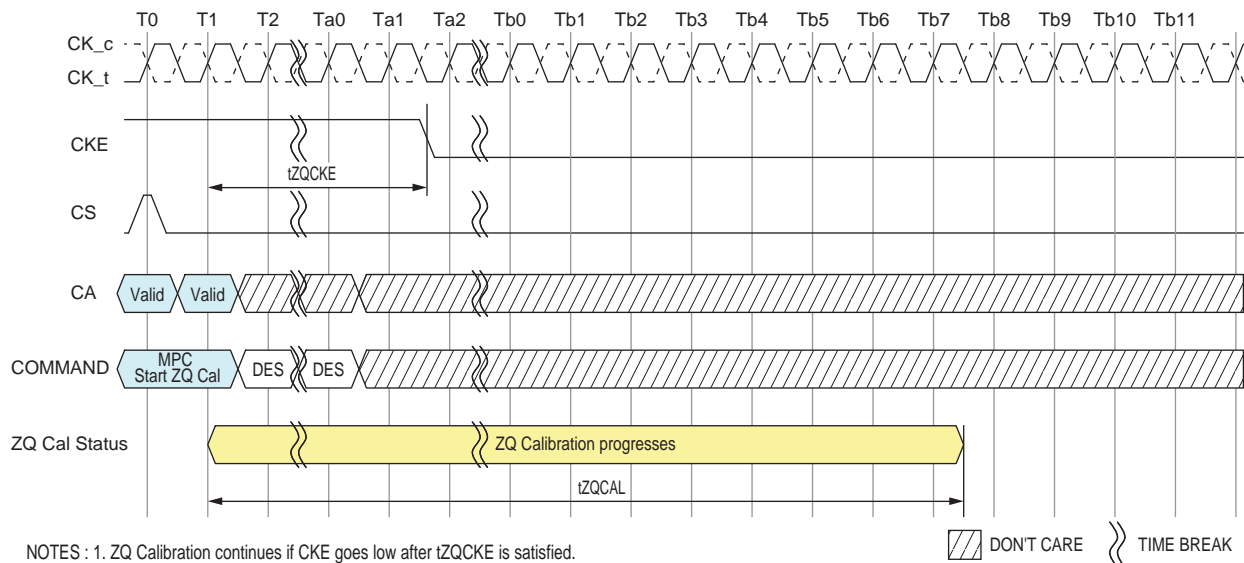 T0 T1 T2 Ta0 Ta1 Ta2 Tb0 Tb1 Tb2 Tb3 Tb4 Tb5 Tb6 Tb7 Tb8 Tb9 Tb10 Tb11
CK_c
CK_t
CKE
tZQCKE
CS
CA Valid Valid
COMMAND MPC Start ZQ Cal DES DES
ZQ Cal Status ZQ Calibration progresses
tZQCAL
NOTES : 1. ZQ Calibration continues if CKE goes low after tZQCKE is satisfied.
DON'T CARE TIME BREAK